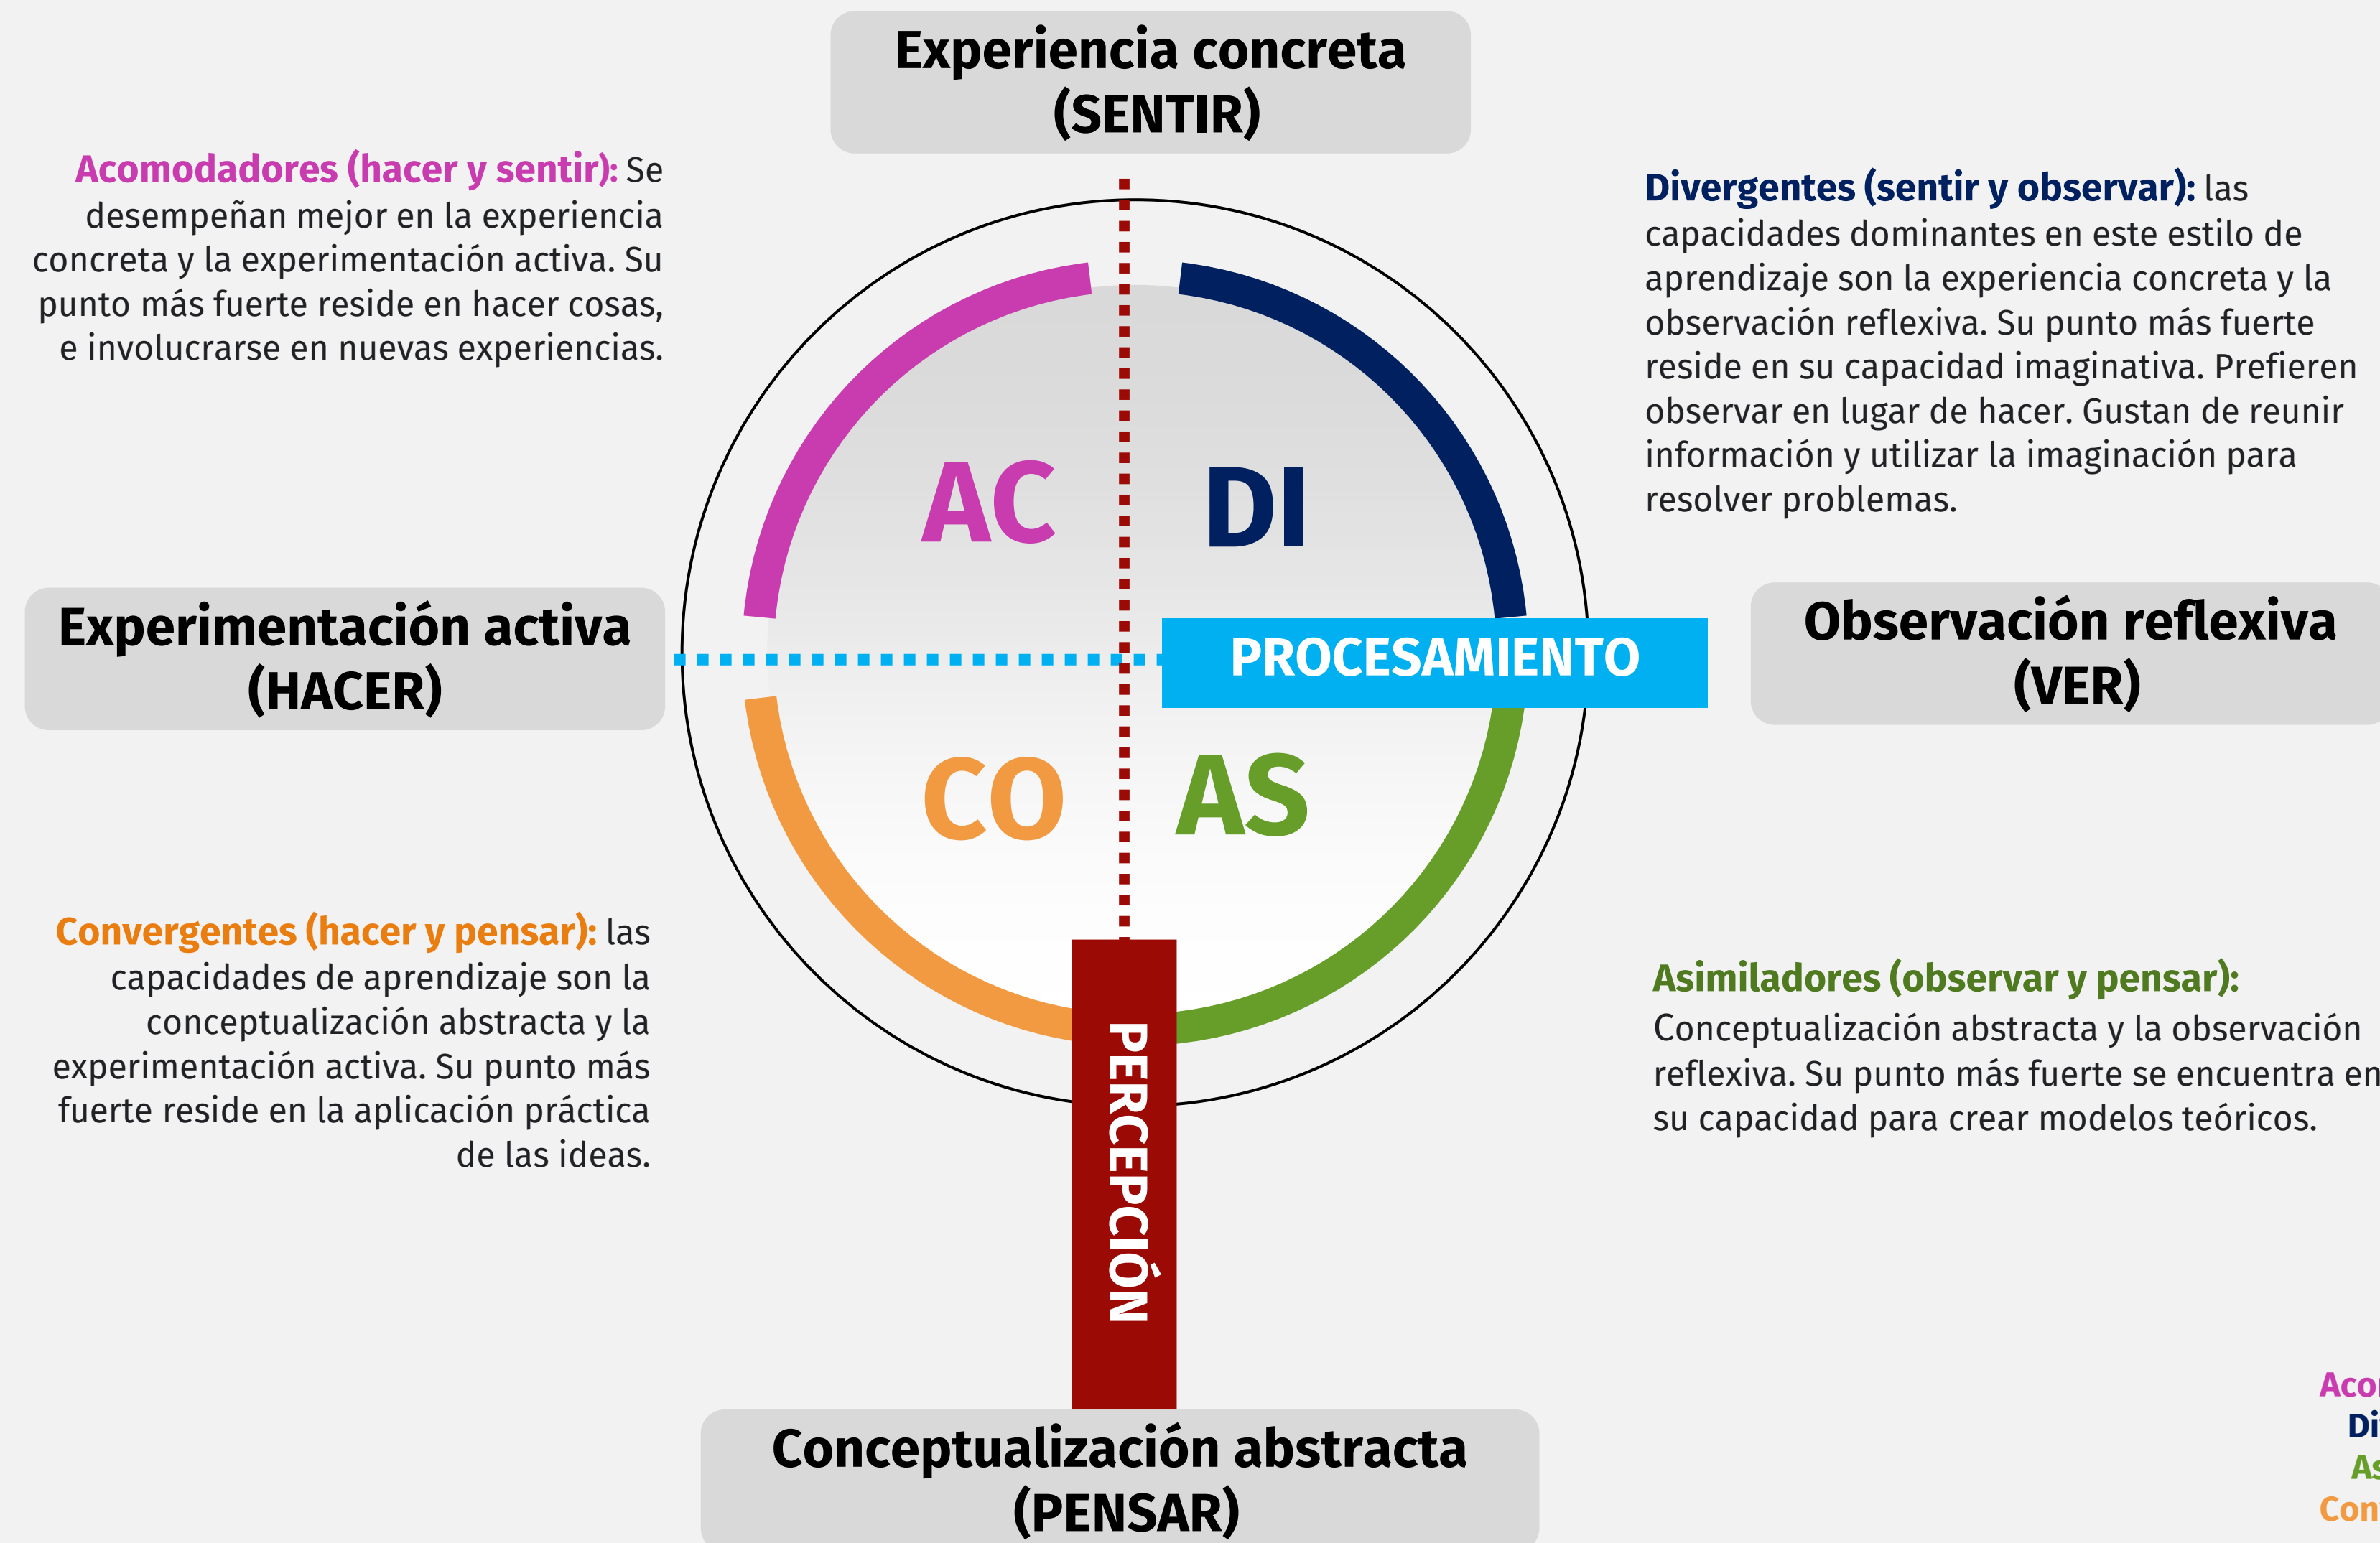 Experiencia concreta
(SENTIR)
Acomodadores (hacer y sentir): Se
desempeñan mejor en la experiencia
concreta y la experimentación activa. Su
punto más fuerte reside en hacer cosas,
e involucrarse en nuevas experiencias.
Divergentes (sentir y observar): las
capacidades dominantes en este estilo de
aprendizaje son la experiencia concreta y la
observación reflexiva. Su punto más fuerte
reside en su capacidad imaginativa. Prefieren
observar en lugar de hacer. Gustan de reunir
información y utilizar la imaginación para
resolver problemas.
AC
DI
Experimentación activa
(HACER)
PROCESAMIENTO
Observación reflexiva
(VER)
CO
AS
Convergentes (hacer y pensar): las
capacidades de aprendizaje son la
conceptualización abstracta y la
experimentación activa. Su punto más
fuerte reside en la aplicación práctica
de las ideas.
Asimiladores (observar y pensar):
Conceptualización abstracta y la observación
reflexiva. Su punto más fuerte se encuentra en
su capacidad para crear modelos teóricos.
PERCEPCIÓN
Conceptualización abstracta
(PENSAR)